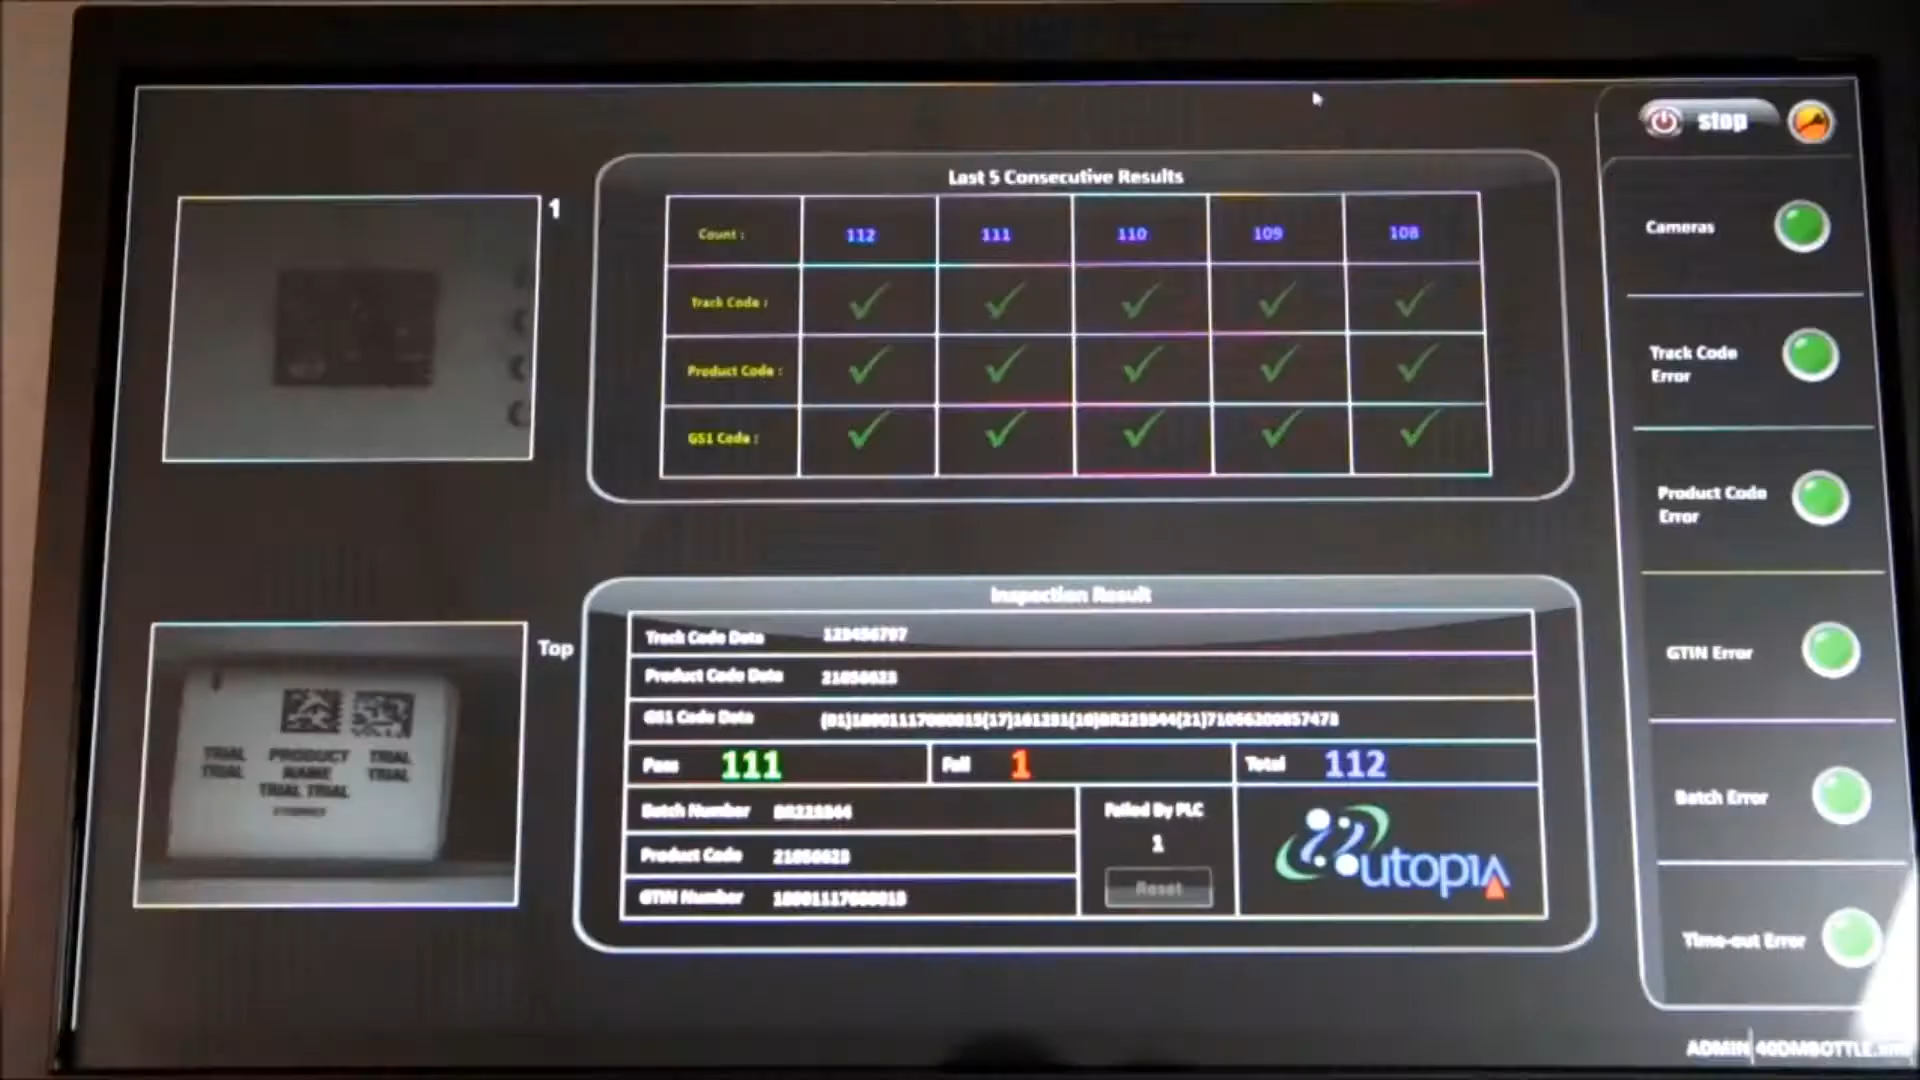 stop
Last 5 Consecutive Results
1
Count : 112 111 110 109 108
Track Code :
Product Code :
GS1 Code :
Cameras
Track Code
Error
Product Code
Error
GTIN Error
Batch Error
Time-out Error
Top
TRIAL PRODUCT TRIAL
TRIAL NAME TRIAL
TRIAL TRIAL
Inspection Result
Track Code Data
Product Code Data
GS1 Code Data
Pass 111 Fail 1 Total 112
Batch Number
Failed By PLC
1
Product Code
Reset
GTIN Number
utopia
ADMIN 40DMBOTTLE